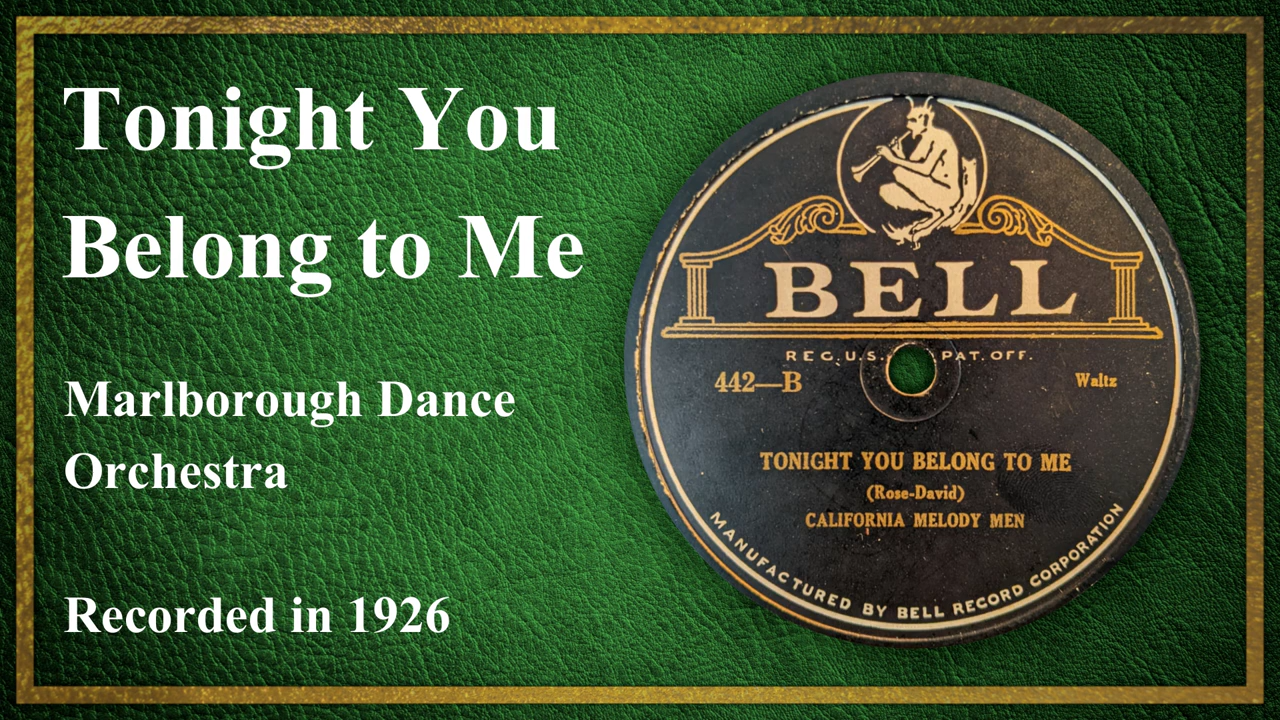 Tonight You
Belong to Me
Marlborough Dance
Orchestra
Recorded in 1926
BELL
REG. U.S. PAT. OFF.
442—B
Waltz
TONIGHT YOU BELONG TO ME
(Rose-David)
CALIFORNIA MELODY MEN
MANUFACTURED BY BELL RECORD CORPORATION